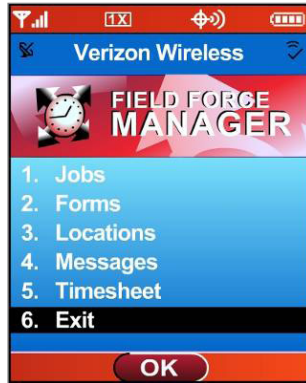 1X
Verizon Wireless
FIELD FORCE
MANAGER
1. Jobs
2. Forms
3. Locations
4. Messages
5. Timesheet
6. Exit
OK